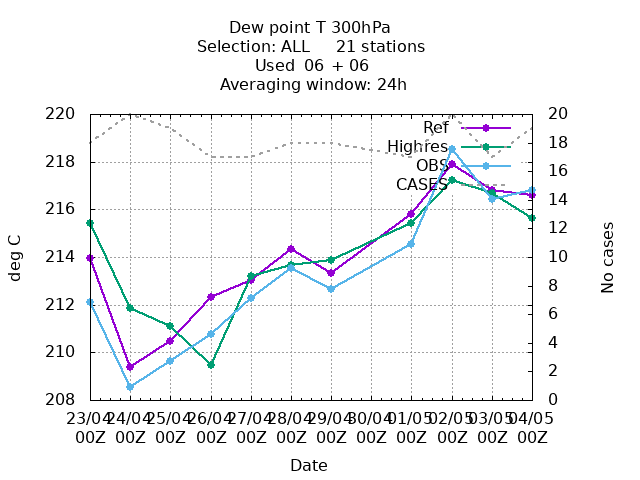 Dew point T 300hPa
Selection: ALL 21 stations
Used 06 + 06
Averaging window: 24h
220 20
Ref 18
Highres
218 OBS 16
CASES 14
216 12
214 10
deg C
No cases
8
212 6
210 4
2
208 0
23/04 24/04 25/04 26/04 27/04 28/04 29/04 30/04 01/05 02/05 03/05 04/05
00Z 00Z 00Z 00Z 00Z 00Z 00Z 00Z 00Z 00Z 00Z 00Z
Date